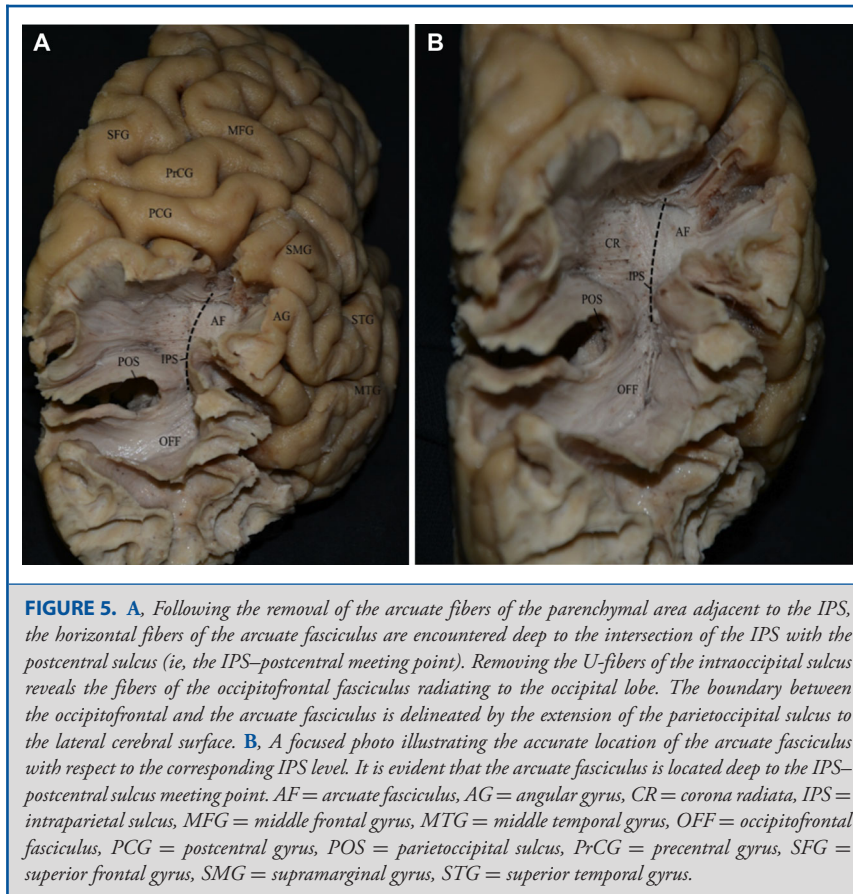 A
SFG
MFG
PrCG
PCG
SMG
AF
AG
STG
POS
IPS
MTG
OFF
B
CR
AF
IPS
POS
OFF
FIGURE 5. A, Following the removal of the arcuate fibers of the parenchymal area adjacent to the IPS,
the horizontal fibers of the arcuate fasciculus are encountered deep to the intersection of the IPS with the
postcentral sulcus (ie, the IPS–postcentral meeting point). Removing the U-fibers of the intraoccipital sulcus
reveals the fibers of the occipitofrontal fasciculus radiating to the occipital lobe. The boundary between
the occipitofrontal and the arcuate fasciculus is delineated by the extension of the parietoccipital sulcus to
the lateral cerebral surface. B, A focused photo illustrating the accurate location of the arcuate fasciculus
with respect to the corresponding IPS level. It is evident that the arcuate fasciculus is located deep to the IPS–
postcentral sulcus meeting point. AF = arcuate fasciculus, AG = angular gyrus, CR = corona radiata, IPS =
intraparietal sulcus, MFG = middle frontal gyrus, MTG = middle temporal gyrus, OFF = occipitofrontal
fasciculus, PCG = postcentral gyrus, POS = parietoccipital sulcus, PrCG = precentral gyrus, SFG =
superior frontal gyrus, SMG = supramarginal gyrus, STG = superior temporal gyrus.